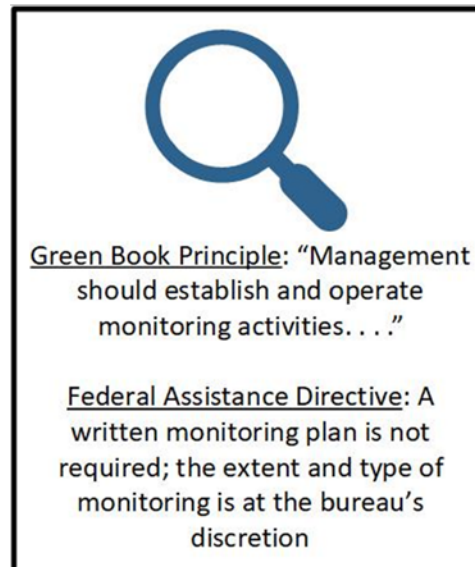 Green Book Principle: “Management
should establish and operate
monitoring activities. . . .”
Federal Assistance Directive: A
written monitoring plan is not
required; the extent and type of
monitoring is at the bureau’s
discretion